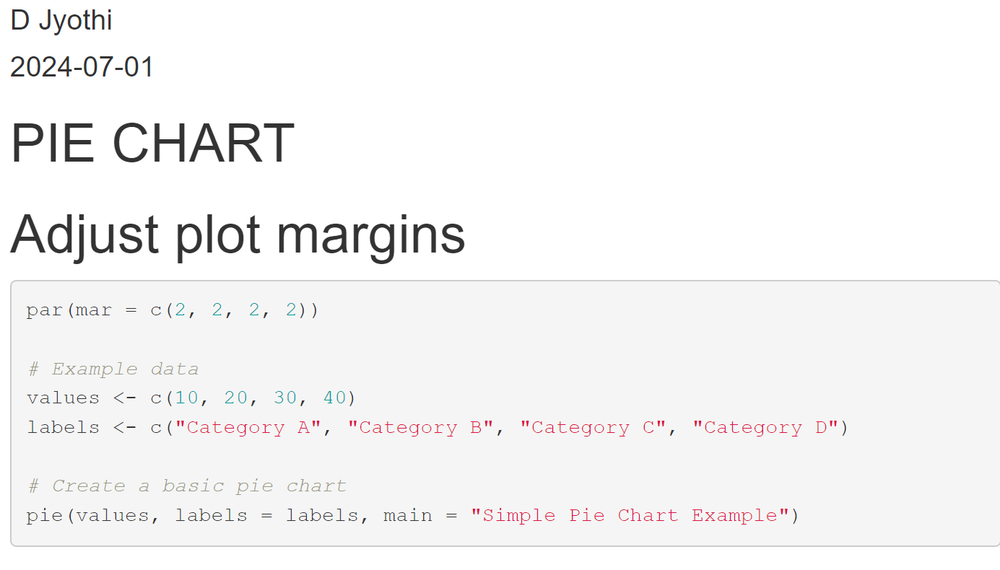 D Jyothi
2024-07-01
PIE CHART
Adjust plot margins
par(mar = c(2, 2, 2, 2))
# Example data
values <- c(10, 20, 30, 40)
labels <- c("Category A", "Category B", "Category C", "Category D")
# Create a basic pie chart
pie(values, labels = labels, main = "Simple Pie Chart Example")